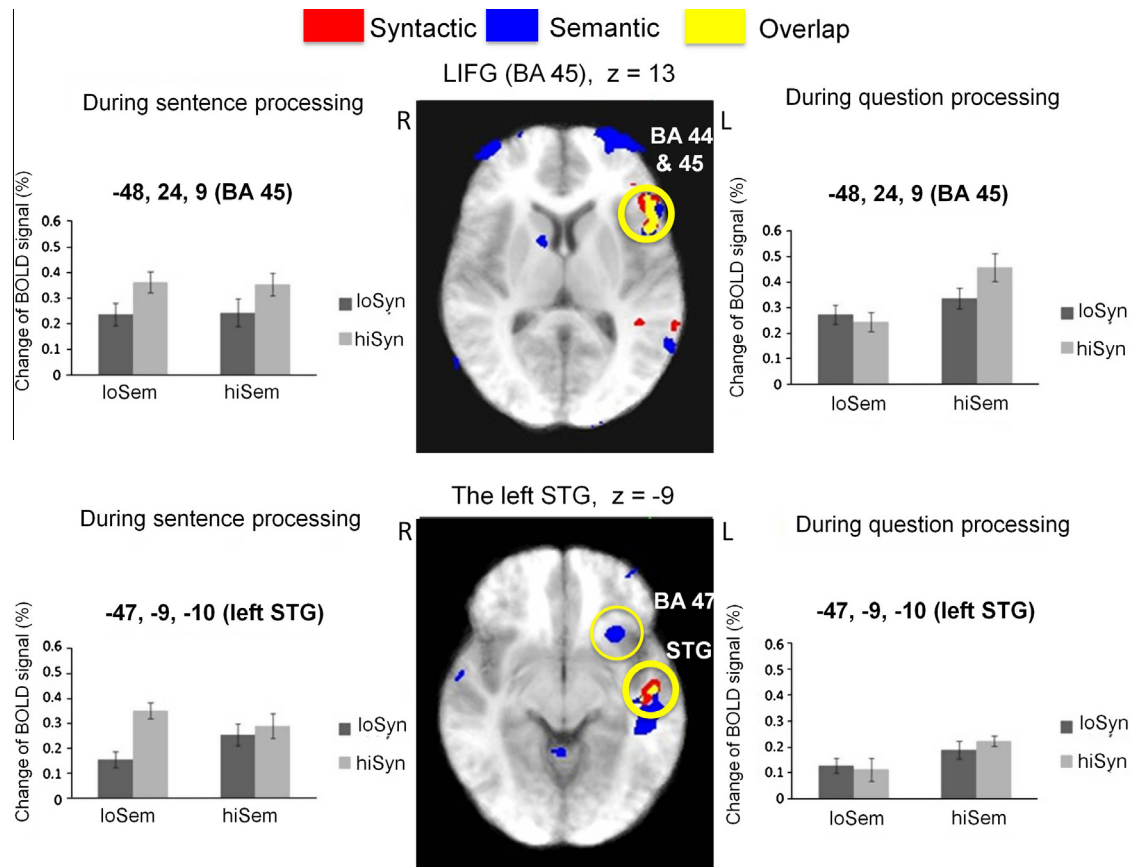 Syntactic Semantic Overlap
LIFG (BA 45), z = 13
During sentence processing
During question processing
R
L
BA 44
& 45
-48, 24, 9 (BA 45)
Change of BOLD signal (%)
0.6
0.5
0.4
0.3
0.2
0.1
0
loSem
hiSem
loSyn
hiSyn
-48, 24, 9 (BA 45)
Change of BOLD signal (%)
0.6
0.5
0.4
0.3
0.2
0.1
0
loSem
hiSem
loSyn
hiSyn
The left STG, z = -9
During sentence processing
During question processing
R
L
BA 47
STG
-47, -9, -10 (left STG)
Change of BOLD signal (%)
0.6
0.5
0.4
0.3
0.2
0.1
0
loSem
hiSem
loSyn
hiSyn
-47, -9, -10 (left STG)
Change of BOLD signal (%)
0.6
0.5
0.4
0.3
0.2
0.1
0
loSem
hiSem
loSyn
hiSyn